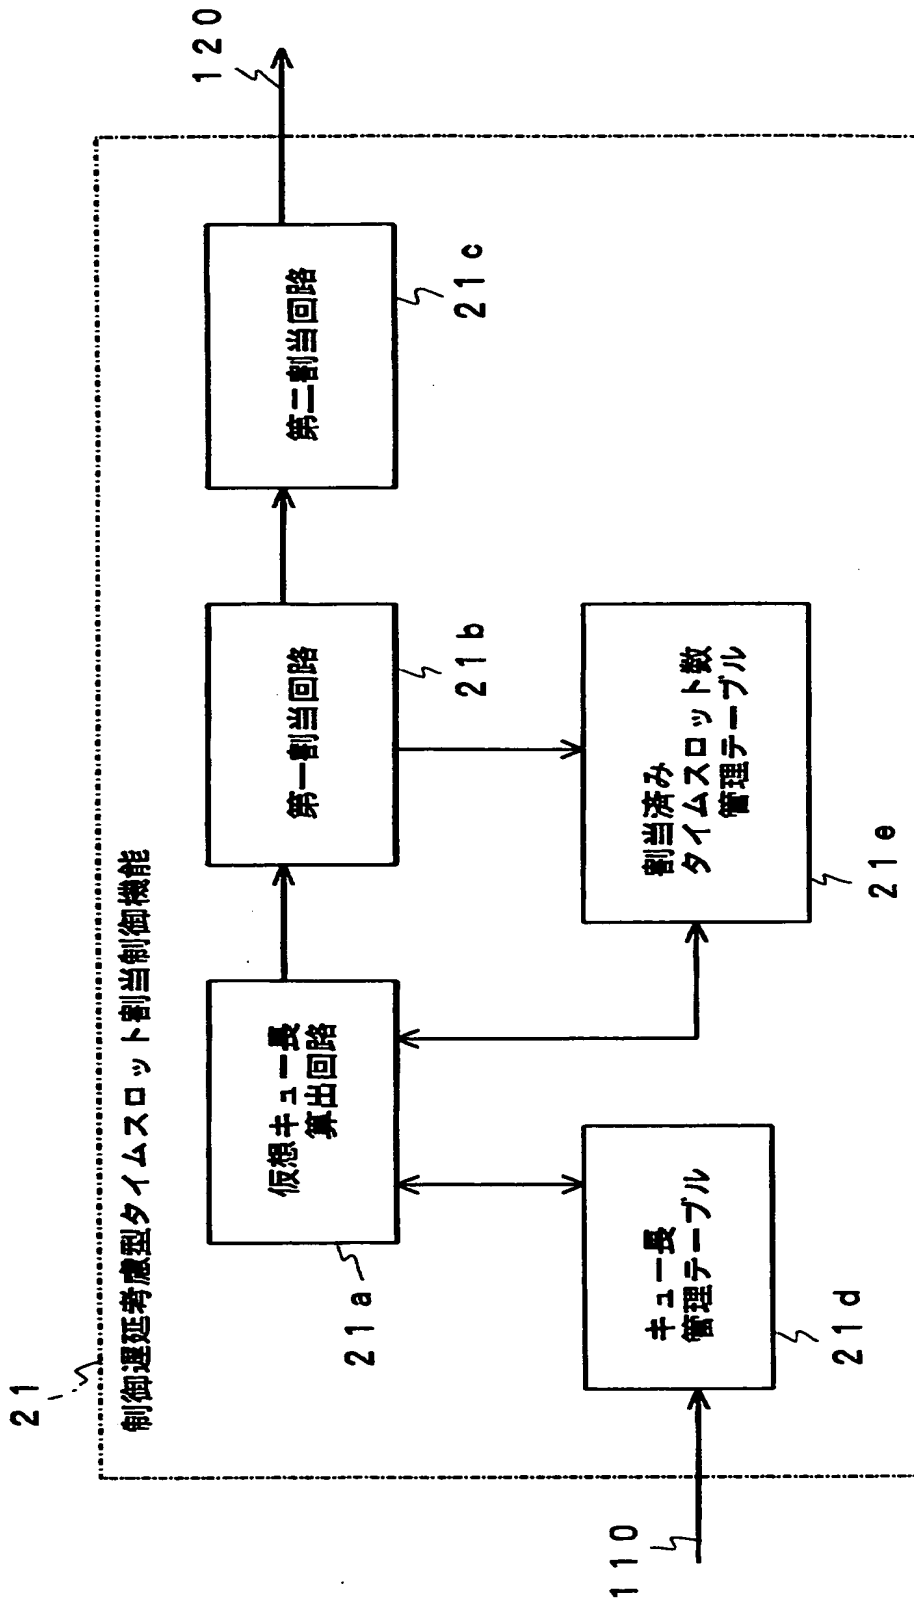 21
制御遅延考慮型タイムスロット割当制御機能
仮想キュー長
算出回路
21a
第一割当回路
21b
第二割当回路
21c
120
110
キュー長
管理テーブル
21d
割当済み
タイムスロット数
管理テーブル
21e